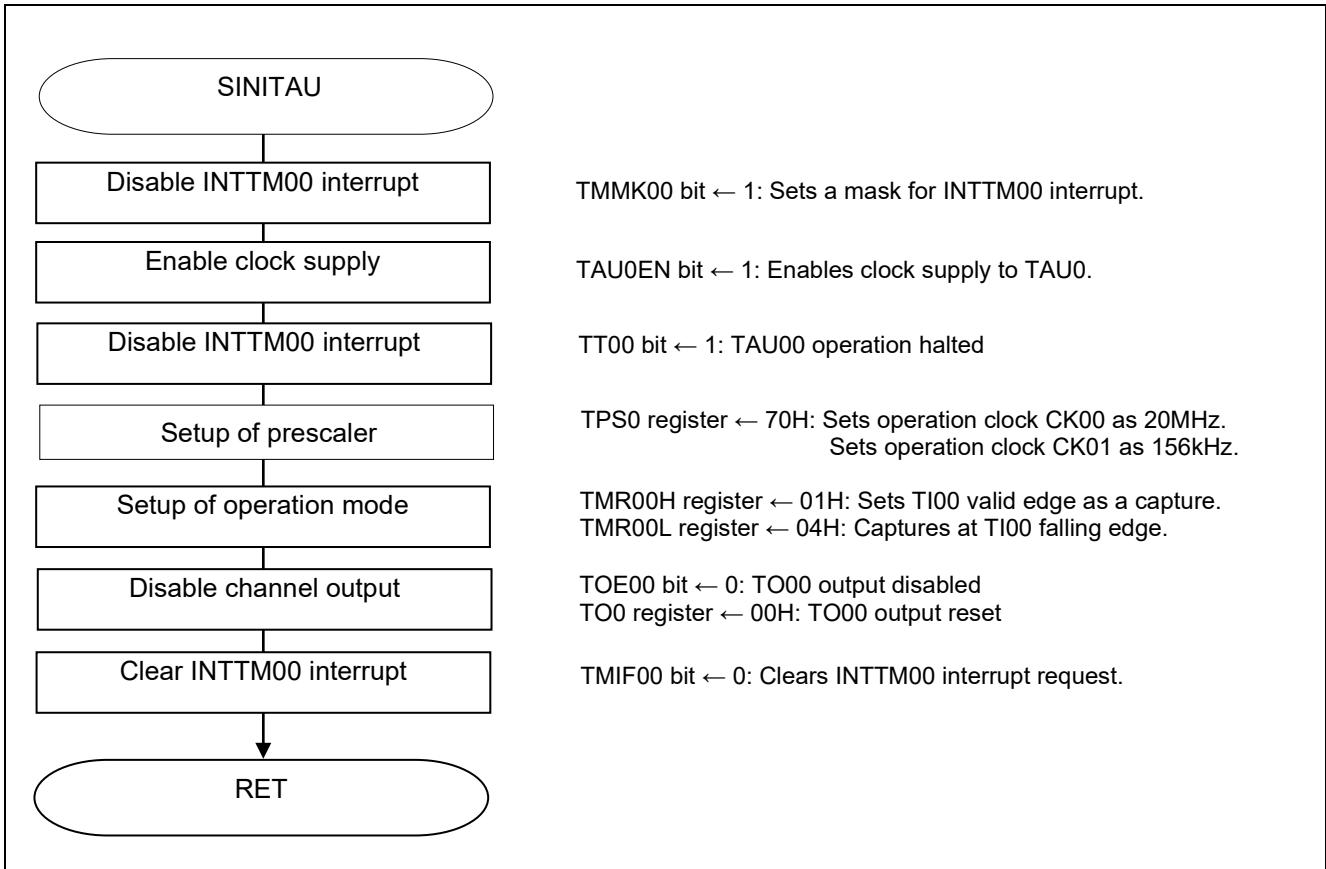 SINITAU
Disable INTTM00 interrupt
TMMK00 bit ← 1: Sets a mask for INTTM00 interrupt.
Enable clock supply
TAU0EN bit ← 1: Enables clock supply to TAU0.
Disable INTTM00 interrupt
TT00 bit ← 1: TAU00 operation halted
Setup of prescaler
TPS0 register ← 70H: Sets operation clock CK00 as 20MHz.
Sets operation clock CK01 as 156kHz.
Setup of operation mode
TMR00H register ← 01H: Sets TI00 valid edge as a capture.
TMR00L register ← 04H: Captures at TI00 falling edge.
Disable channel output
TOE00 bit ← 0: TO00 output disabled
TO0 register ← 00H: TO00 output reset
Clear INTTM00 interrupt
TMIF00 bit ← 0: Clears INTTM00 interrupt request.
RET